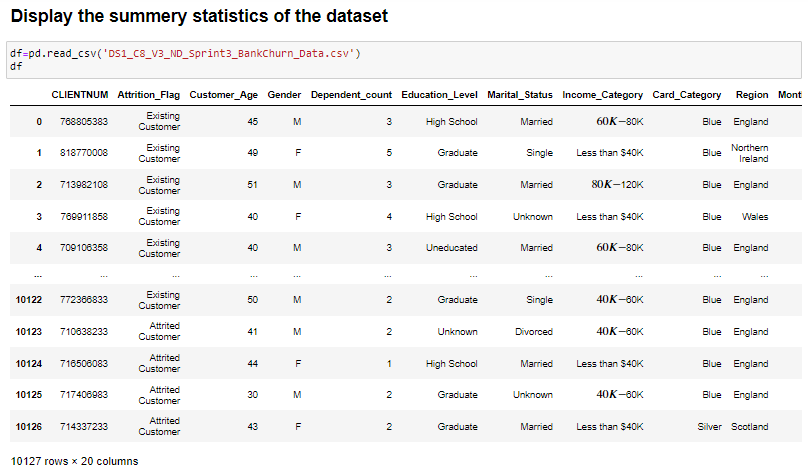 Display the summery statistics of the dataset
df=pd.read_csv('DS1_C8_V3_ND_Sprint3_BankChurn_Data.csv')
df
CLIENTNUM Attrition_Flag Customer_Age Gender Dependent_count Education_Level Marital_Status Income_Category Card_Category Region Mont
0 768805383 Existing Customer 45 M 3 High School Married 60K−80K Blue England
1 818770008 Existing Customer 49 F 5 Graduate Single Less than $40K Blue Northern Ireland
2 713982108 Existing Customer 51 M 3 Graduate Married 80K−120K Blue England
3 769911858 Existing Customer 40 F 4 High School Unknown Less than $40K Blue Wales
4 709106358 Existing Customer 40 M 3 Uneducated Married 60K−80K Blue England
... ... ... ... ... ... ... ... ... ... ...
10122 772366833 Existing Customer 50 M 2 Graduate Single 40K−60K Blue England
10123 710638233 Attrited Customer 41 M 2 Unknown Divorced 40K−60K Blue England
10124 716506083 Attrited Customer 44 F 1 High School Married Less than $40K Blue England
10125 717406983 Attrited Customer 30 M 2 Graduate Unknown 40K−60K Blue England
10126 714337233 Attrited Customer 43 F 2 Graduate Married Less than $40K Silver Scotland
10127 rows × 20 columns